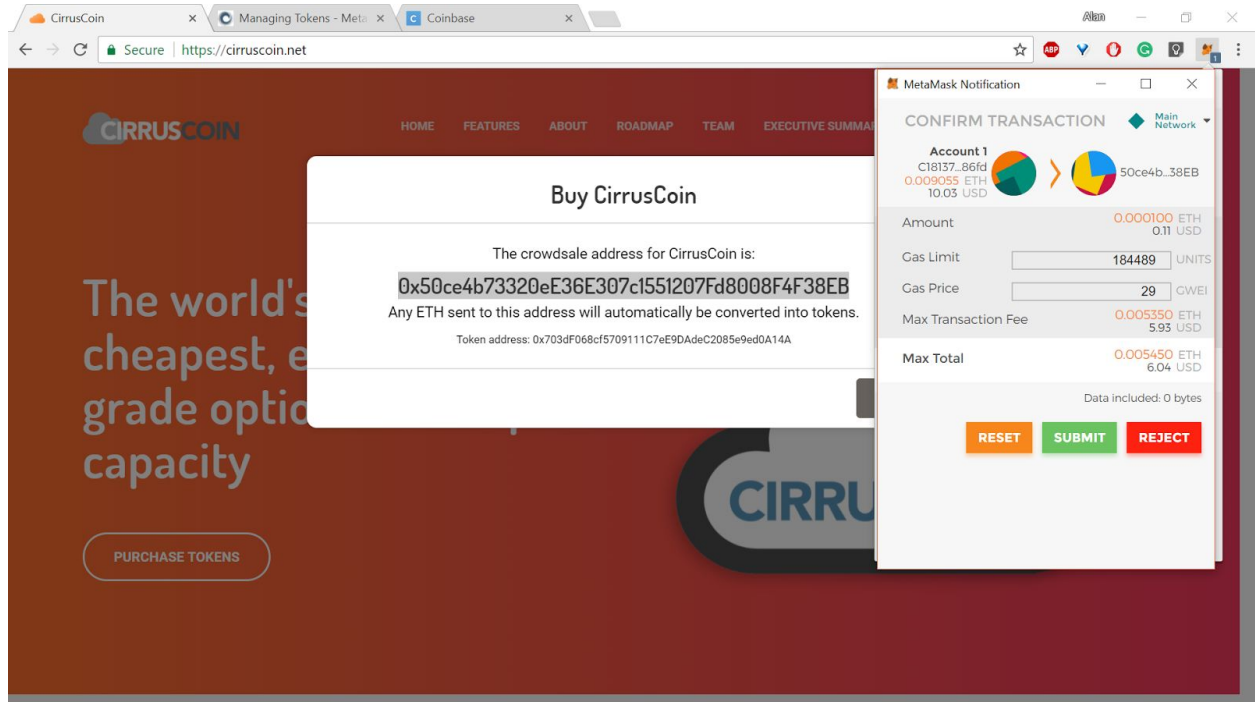 CirrusCoin
Managing Tokens - Meta
Coinbase
Alan
Secure
https://cirruscoin.net
ABP
1
CIRRUSCOIN
HOME FEATURES ABOUT ROADMAP TEAM EXECUTIVE SUMMAR
The world's
cheapest, e
grade optio
capacity
PURCHASE TOKENS
CIRRU
Buy CirrusCoin
The crowdsale address for CirrusCoin is:
0x50ce4b73320eE36E307c1551207Fd8008F4F38EB
Any ETH sent to this address will automatically be converted into tokens.
Token address: 0x703dF068cf5709111C7eE9DAdeC2085e9ed0A14A
MetaMask Notification
CONFIRM TRANSACTION
Main
Network
Account 1
C18137...86fd
0.009055 ETH
10.03 USD
50ce4b...38EB
Amount 0.000100 ETH
0.11 USD
Gas Limit 184489 UNITS
Gas Price 29 GWEI
Max Transaction Fee 0.005350 ETH
5.93 USD
Max Total 0.005450 ETH
6.04 USD
Data included: 0 bytes
RESET SUBMIT REJECT